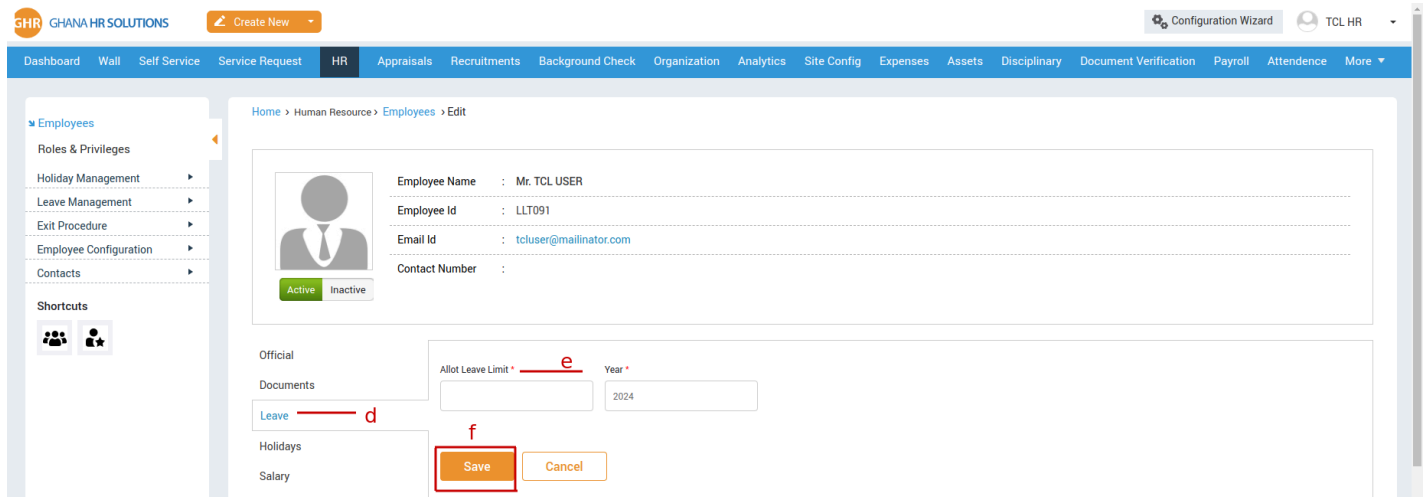 GHR GHANA HR SOLUTIONS Create New Configuration Wizard TCL HR
Dashboard Wall Self Service Service Request HR Appraisals Recruitments Background Check Organization Analytics Site Config Expenses Assets Disciplinary Document Verification Payroll Attendence More
Home > Human Resource > Employees > Edit
Employees
Roles & Privileges
Holiday Management
Leave Management
Exit Procedure
Employee Configuration
Contacts
Shortcuts
Employee Name : Mr. TCL USER
Employee Id : LLT091
Email Id : tcluser@mailinator.com
Contact Number :
Active Inactive
Official
Documents
Leave d
Holidays
Salary
Allot Leave Limit * e Year *
2024
f
Save Cancel